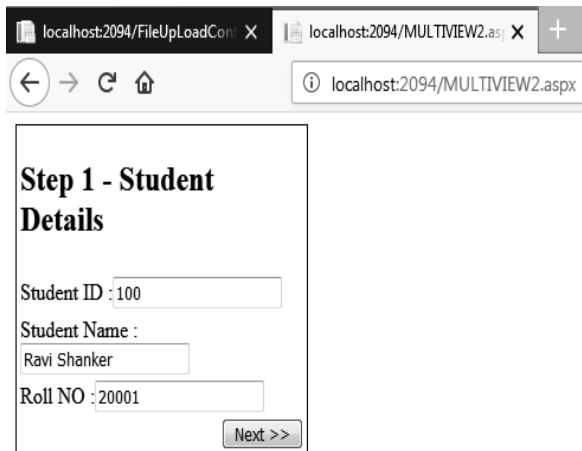 localhost:2094/FileUpLoadCont
localhost:2094/MULTIVIEW2.asp
localhost:2094/MULTIVIEW2.aspx
Step 1 - Student
Details
Student ID : 100
Student Name :
Ravi Shanker
Roll NO : 20001
Next >>